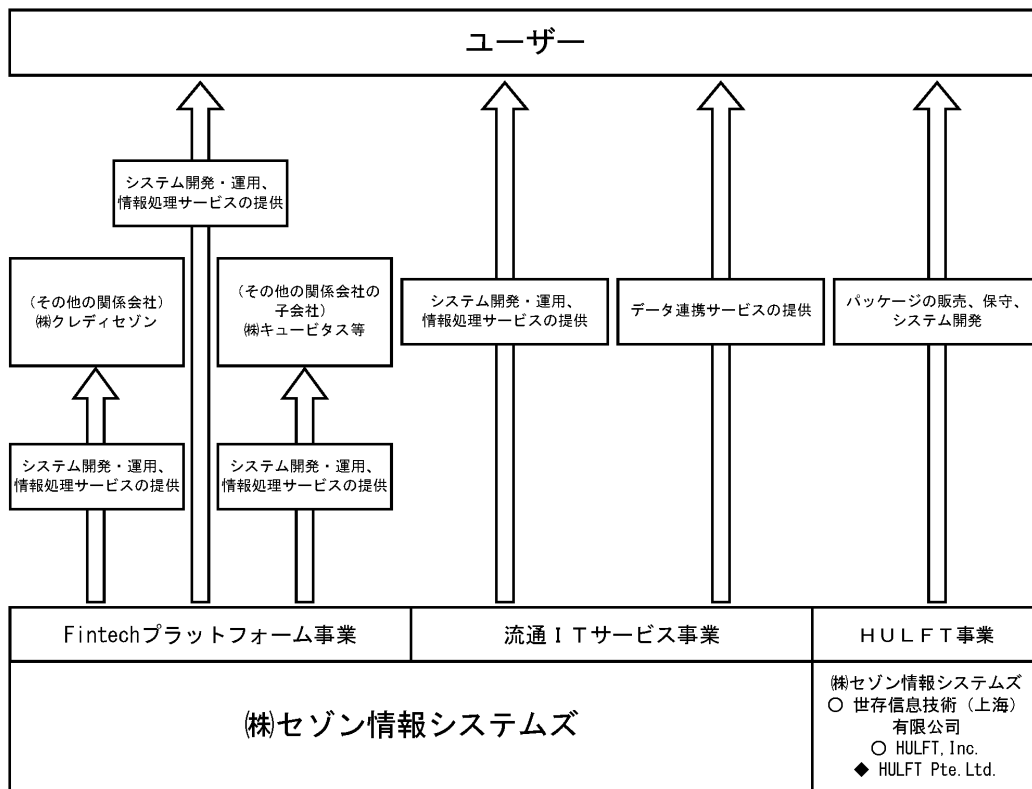 ユーザー
システム開発・運用、
情報処理サービスの提供
(その他の関係会社)
㈱クレディセゾン
(その他の関係会社の
子会社)
㈱キュービタス等
システム開発・運用、
情報処理サービスの提供
データ連携サービスの提供
パッケージの販売、保守、
システム開発
システム開発・運用、
情報処理サービスの提供
システム開発・運用、
情報処理サービスの提供
Fintechプラットフォーム事業
流通ITサービス事業
HULFT事業
㈱セゾン情報システムズ
㈱セゾン情報システムズ
○ 世存信息技術(上海)
有限公司
○ HULFT, Inc.
◆ HULFT Pte. Ltd.